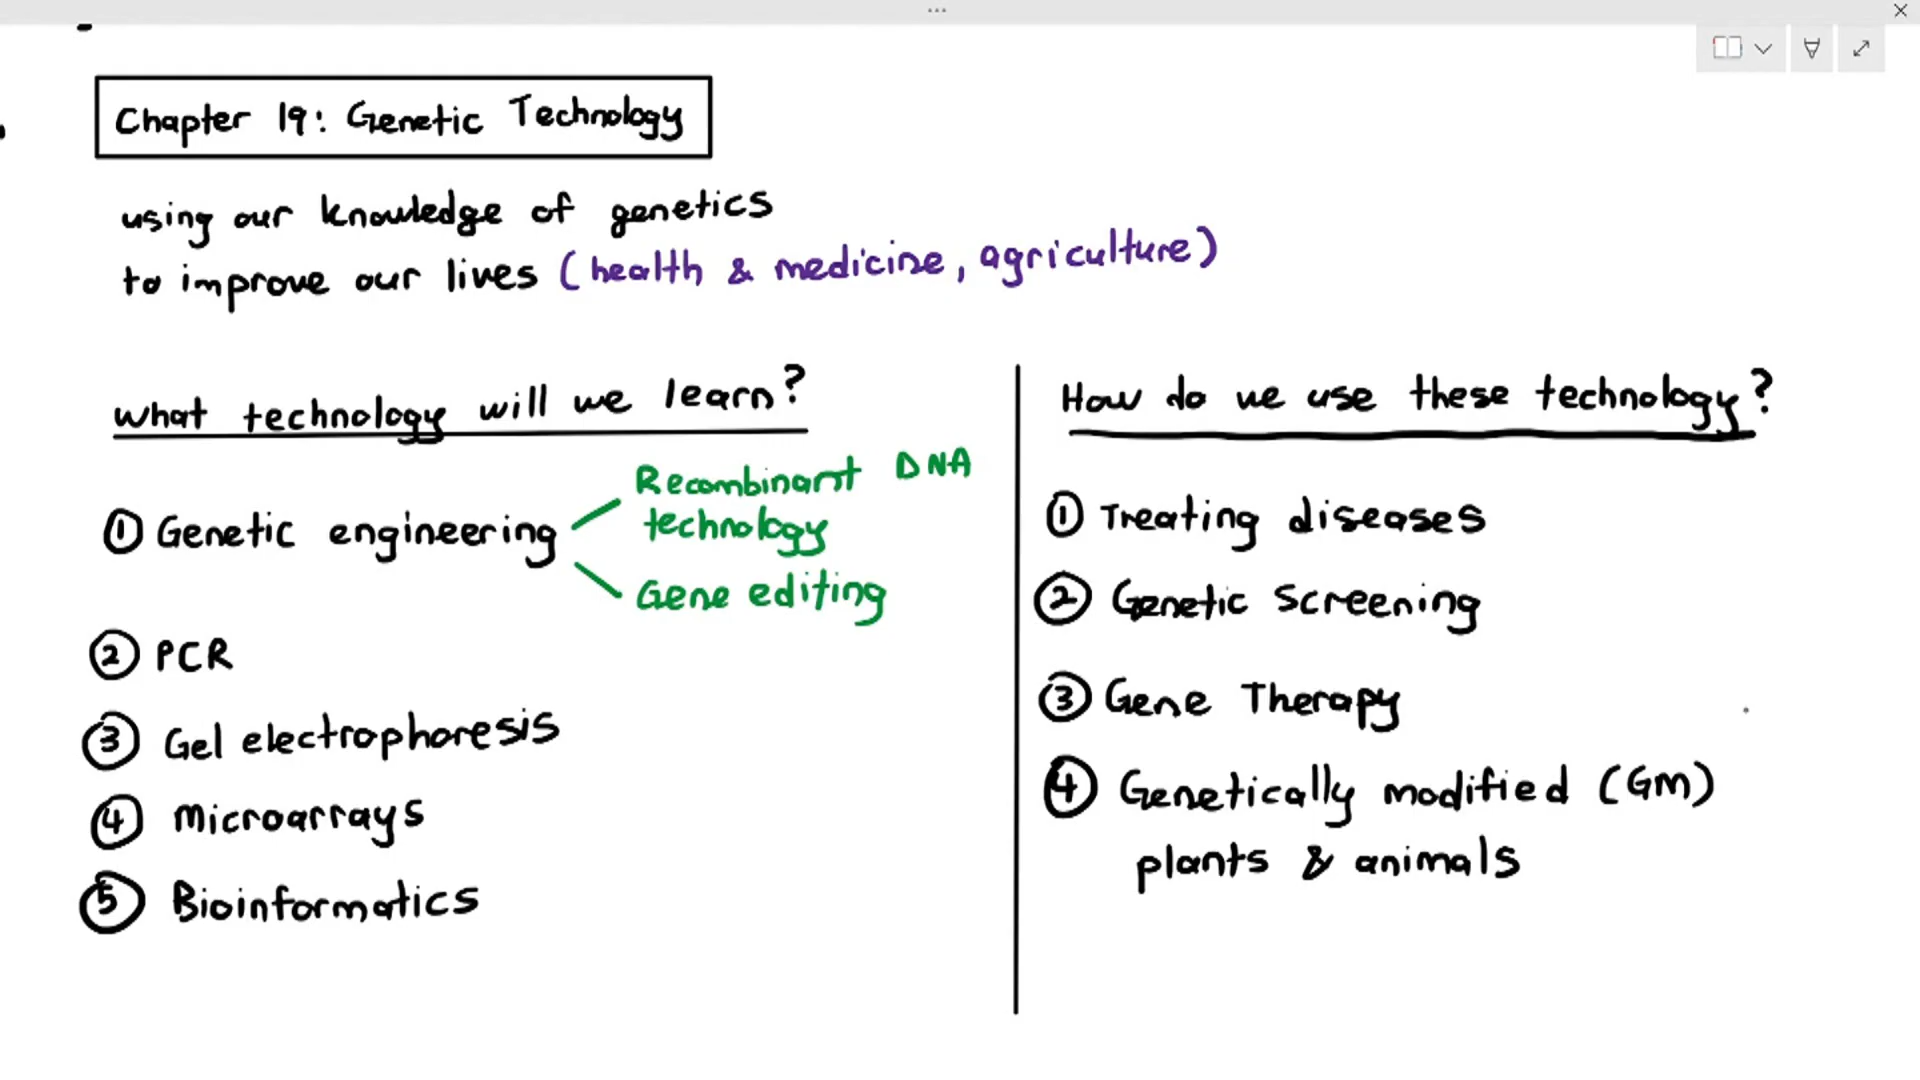 Chapter 19: Genetic Technology
using our knowledge of genetics
to improve our lives (health & medicine, agriculture)
What technology will we learn?
① Genetic engineering
Recombinant DNA
technology
Gene editing
② PCR
③ Gel electrophoresis
④ Microarrays
⑤ Bioinformatics
How do we use these technology?
① Treating diseases
② Genetic Screening
③ Gene Therapy
④ Genetically modified (GM)
plants & animals